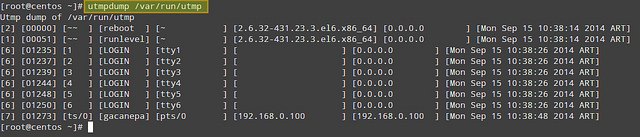 [root@centos ~]# utmpdump /var/run/utmp
Utmp dump of /var/run/utmp
[2] [00000] [~~  ] [reboot  ] [~           ] [2.6.32-431.23.3.el6.x86_64] [0.0.0.0        ] [Mon Sep 15 10:38:14 2014 ART]
[1] [00051] [~~  ] [runlevel] [~           ] [2.6.32-431.23.3.el6.x86_64] [0.0.0.0        ] [Mon Sep 15 10:38:14 2014 ART]
[6] [01235] [1   ] [LOGIN   ] [tty1        ] [                    ] [0.0.0.0        ] [Mon Sep 15 10:38:26 2014 ART]
[6] [01237] [2   ] [LOGIN   ] [tty2        ] [                    ] [0.0.0.0        ] [Mon Sep 15 10:38:26 2014 ART]
[6] [01239] [3   ] [LOGIN   ] [tty3        ] [                    ] [0.0.0.0        ] [Mon Sep 15 10:38:26 2014 ART]
[6] [01244] [4   ] [LOGIN   ] [tty4        ] [                    ] [0.0.0.0        ] [Mon Sep 15 10:38:26 2014 ART]
[6] [01248] [5   ] [LOGIN   ] [tty5        ] [                    ] [0.0.0.0        ] [Mon Sep 15 10:38:26 2014 ART]
[6] [01250] [6   ] [LOGIN   ] [tty6        ] [                    ] [0.0.0.0        ] [Mon Sep 15 10:38:26 2014 ART]
[7] [01273] [ts/0] [gacanepa] [pts/0       ] [192.168.0.100       ] [192.168.0.100  ] [Mon Sep 15 10:38:48 2014 ART]
[root@centos ~]#